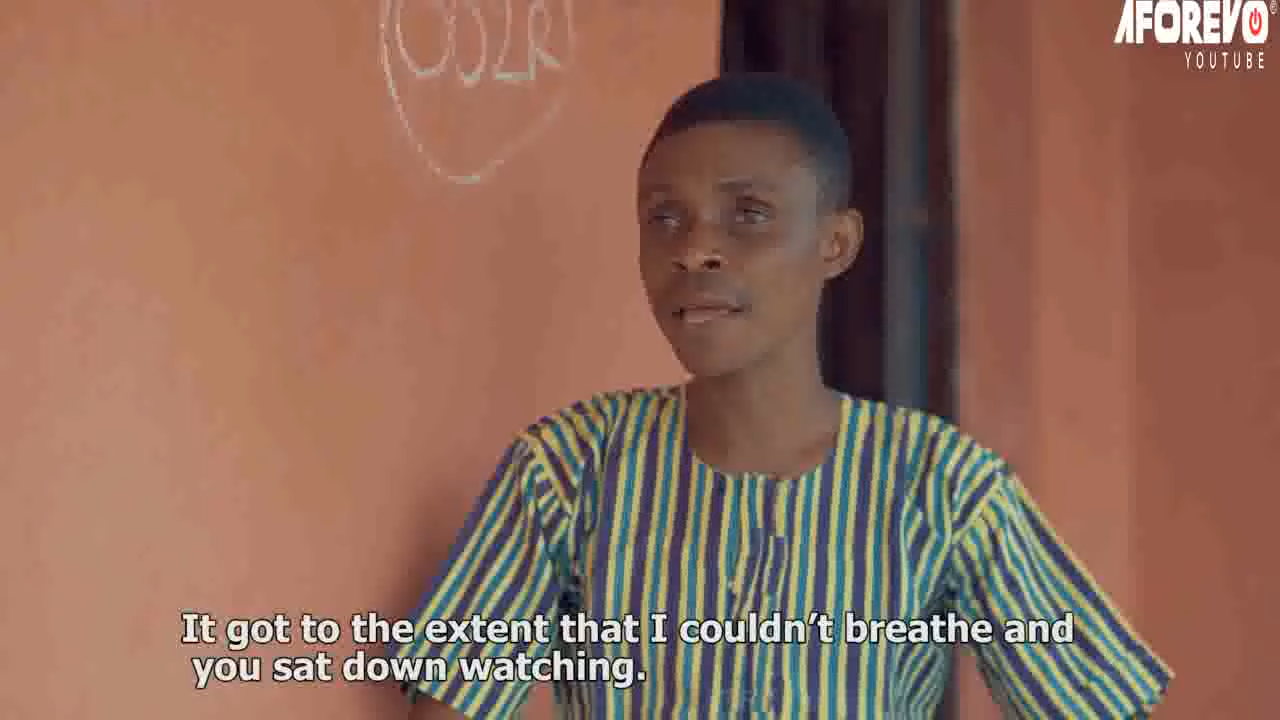 AFOREVO
YOUTUBE
It got to the extent that I couldn't breathe and
you sat down watching.